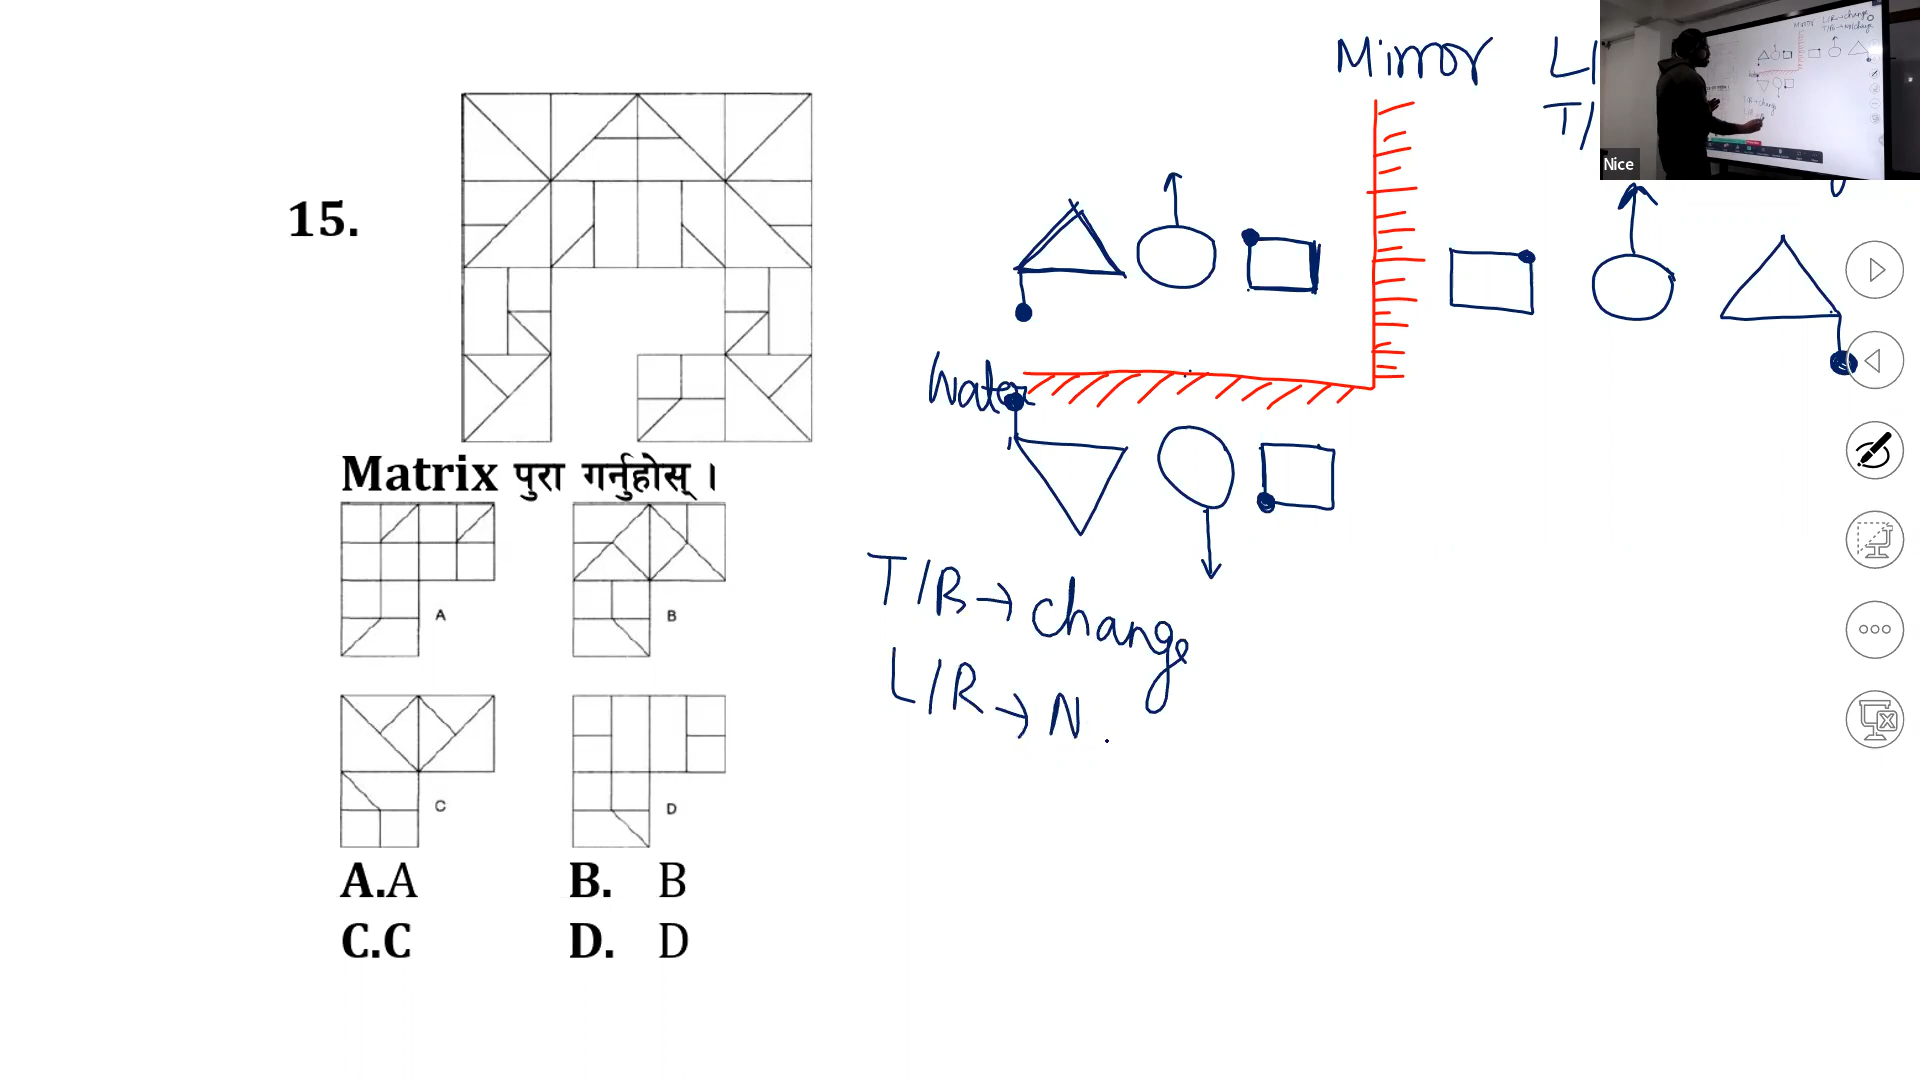 Mirror L/
T/
Nice
15.
Water
Matrix पुरा गर्नुहोस् ।
A
B
T/B → change
L/R → N .
C
D
A.A B. B
C.C D. D